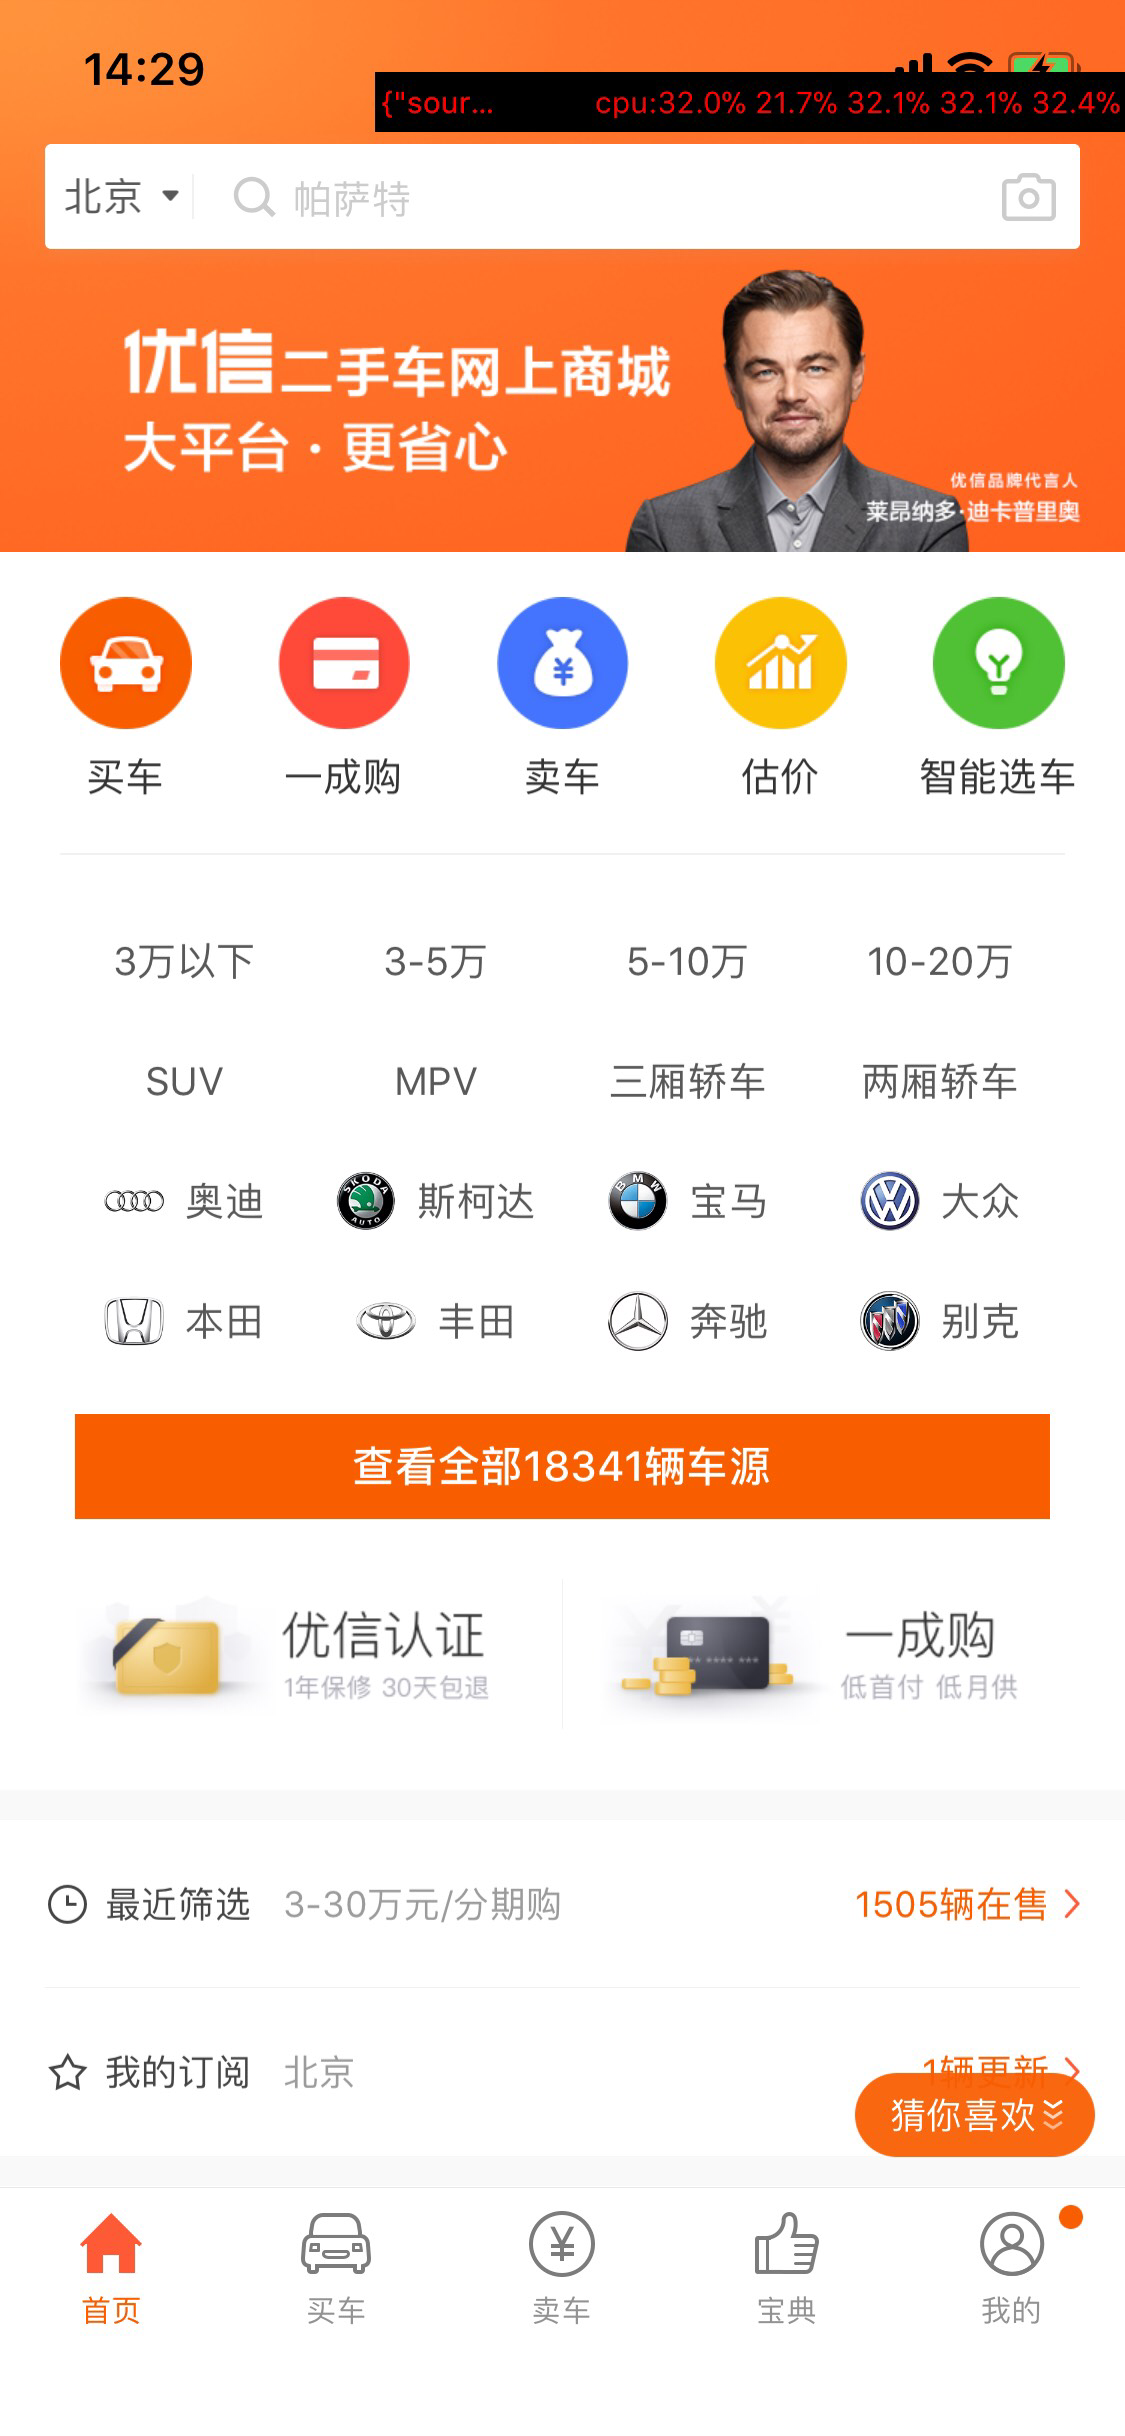 14:29
{"sour... cpu:32.0% 21.7% 32.1% 32.1% 32.4%
北京 帕萨特
优信二手车网上商城
大平台·更省心
优信品牌代言人
莱昂纳多·迪卡普里奥
买车 一成购 卖车 估价 智能选车
3万以下 3-5万 5-10万 10-20万
SUV MPV 三厢轿车 两厢轿车
奥迪 SKODA AUTO 斯柯达 BMW 宝马 大众
本田 丰田 奔驰 别克
查看全部18341辆车源
优信认证 一成购
1年保修 30天包退 低首付 低月供
最近筛选 3-30万元/分期购 1505辆在售
我的订阅 北京 1辆更新
猜你喜欢
首页 买车 卖车 宝典 我的